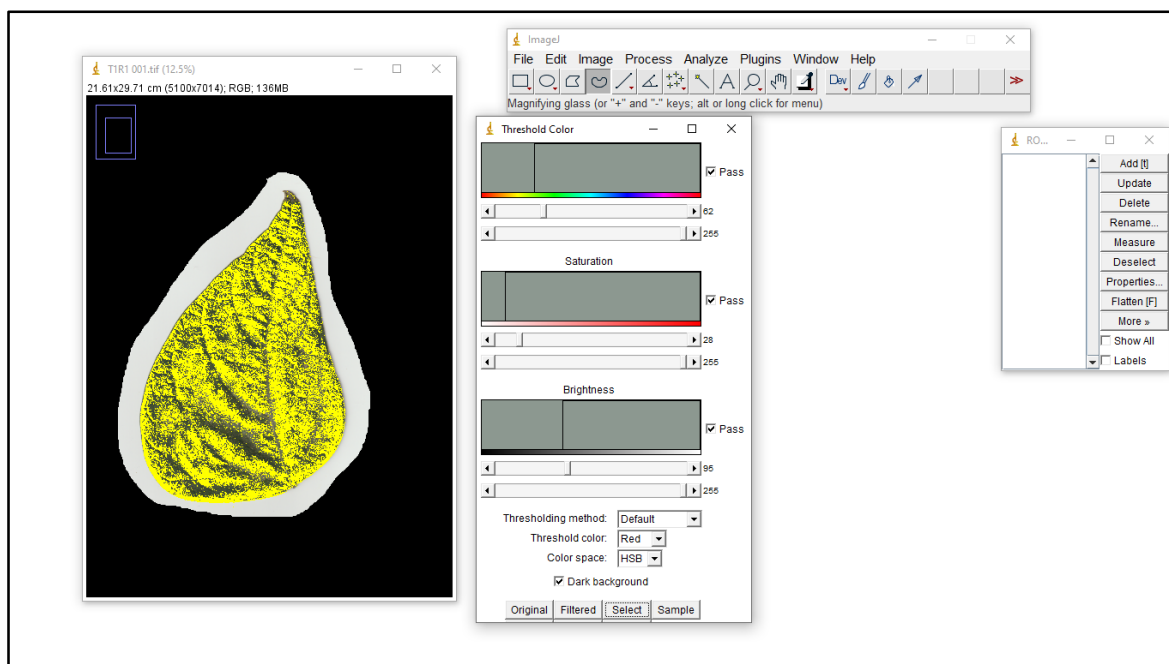 T1R1 001.tif (12.5%)
21.61x29.71 cm (5100x7014); RGB; 136MB
ImageJ
File Edit Image Process Analyze Plugins Window Help
A Dev
Magnifying glass (or "+" and "-" keys; alt or long click for menu)
Threshold Color
Pass
62
255
Saturation
Pass
28
255
Brightness
Pass
95
255
Thresholding method: Default
Threshold color: Red
Color space: HSB
Dark background
Original Filtered Select Sample
RO...
Add [t]
Update
Delete
Rename...
Measure
Deselect
Properties...
Flatten [F]
More »
Show All
Labels